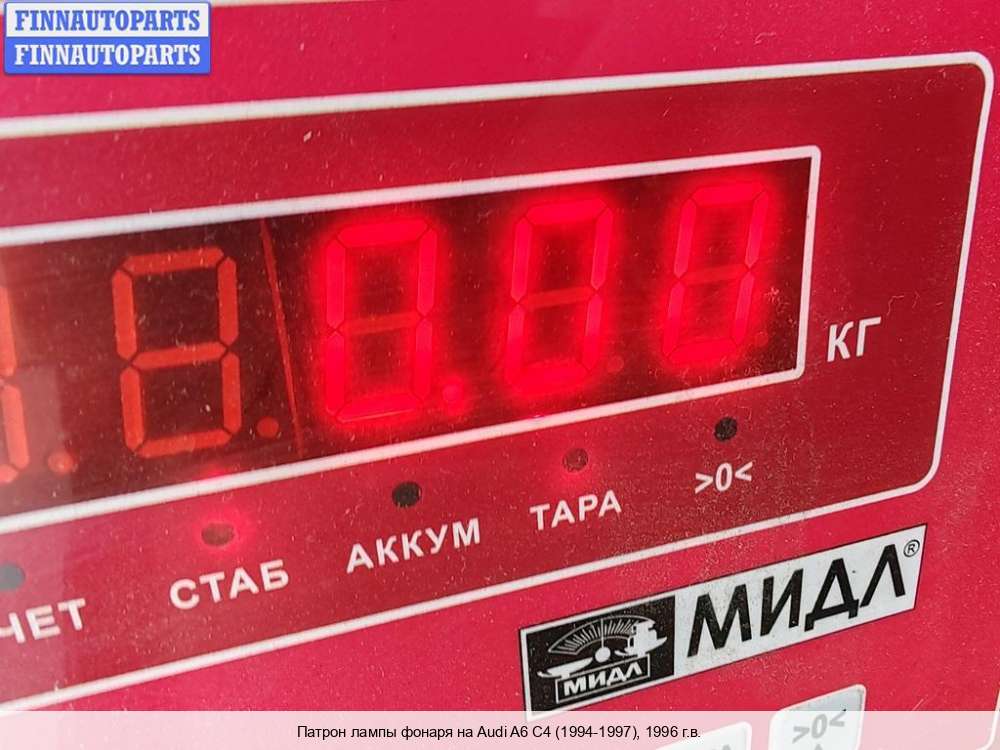 FINNAUTOPARTS
FINNAUTOPARTS
0.00
КГ
ЧЕТ
СТАБ
АККУМ
ТАРА
>0<
МИДЛ®
МИДЛ
>0<
Патрон лампы фонаря на Audi A6 C4 (1994-1997), 1996 г.в.